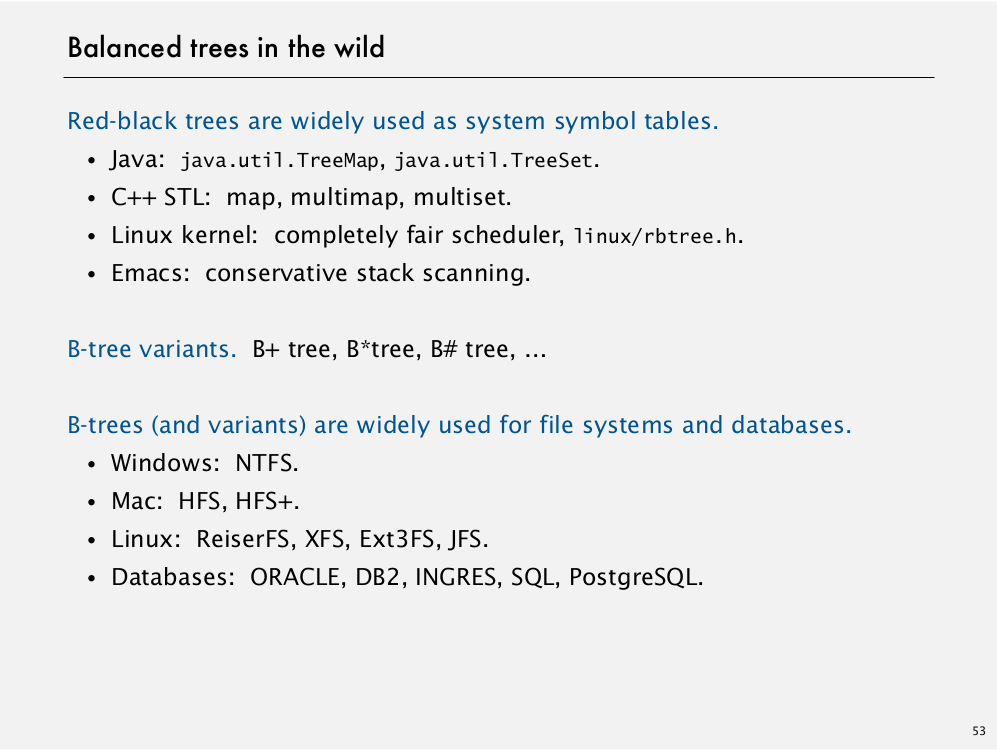 Balanced trees in the wild
Red-black trees are widely used as system symbol tables.
• Java: java.util.TreeMap, java.util.TreeSet.
• C++ STL: map, multimap, multiset.
• Linux kernel: completely fair scheduler, linux/rbtree.h.
• Emacs: conservative stack scanning.
B-tree variants. B+ tree, B*tree, B# tree, …
B-trees (and variants) are widely used for file systems and databases.
• Windows: NTFS.
• Mac: HFS, HFS+.
• Linux: ReiserFS, XFS, Ext3FS, JFS.
• Databases: ORACLE, DB2, INGRES, SQL, PostgreSQL.
53